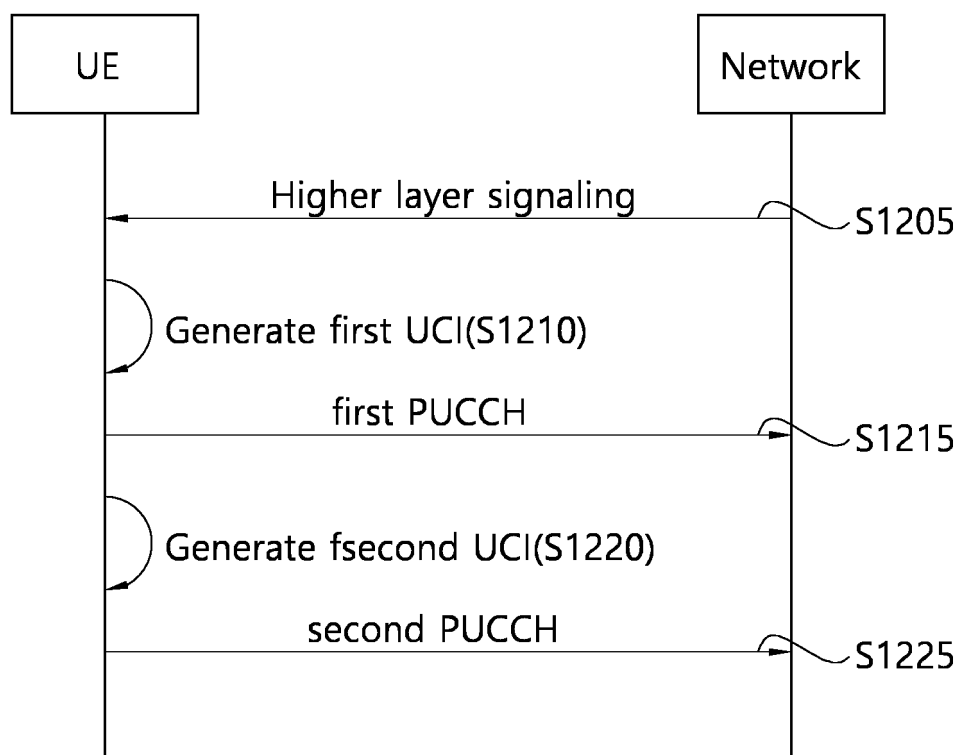 UE
Network
Higher layer signaling
S1205
Generate first UCI(S1210)
first PUCCH
S1215
Generate fsecond UCI(S1220)
second PUCCH
S1225